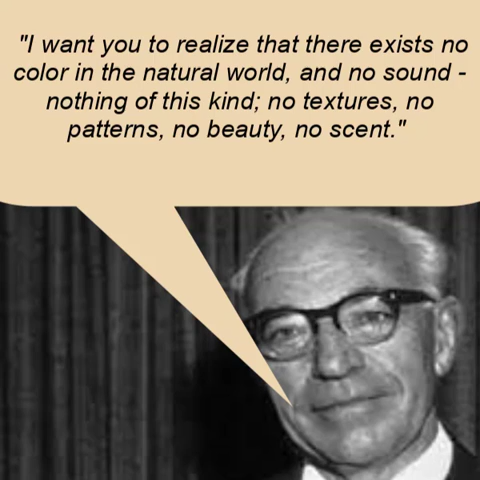 "I want you to realize that there exists no
color in the natural world, and no sound -
nothing of this kind; no textures, no
patterns, no beauty, no scent."